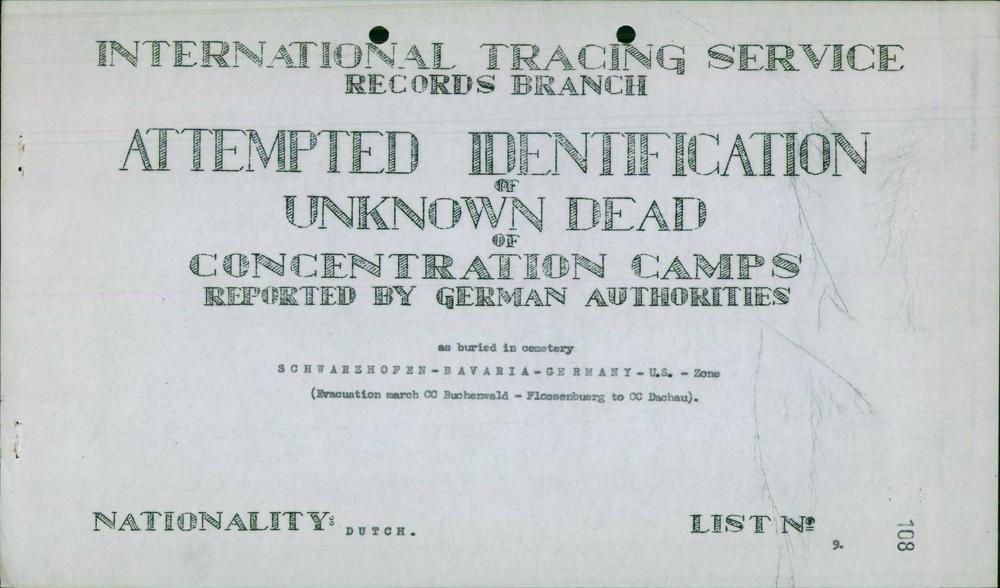 INTERNATIONAL TRACING SERVICE
RECORDS BRANCH
ATTEMPTED IDENTIFICATION
OF
UNKNOWN DEAD
OF
CONCENTRATION CAMPS
REPORTED BY GERMAN AUTHORITIES
as buried in cemetery
SCHWARZHOFEN-BAVARIA-GERMANY-U.S. - Zone
(Evacuation march CC Buchenwald - Flossenbuerg to CC Dachau).
NATIONALITY: DUTCH.
LIST Nº 9.
108